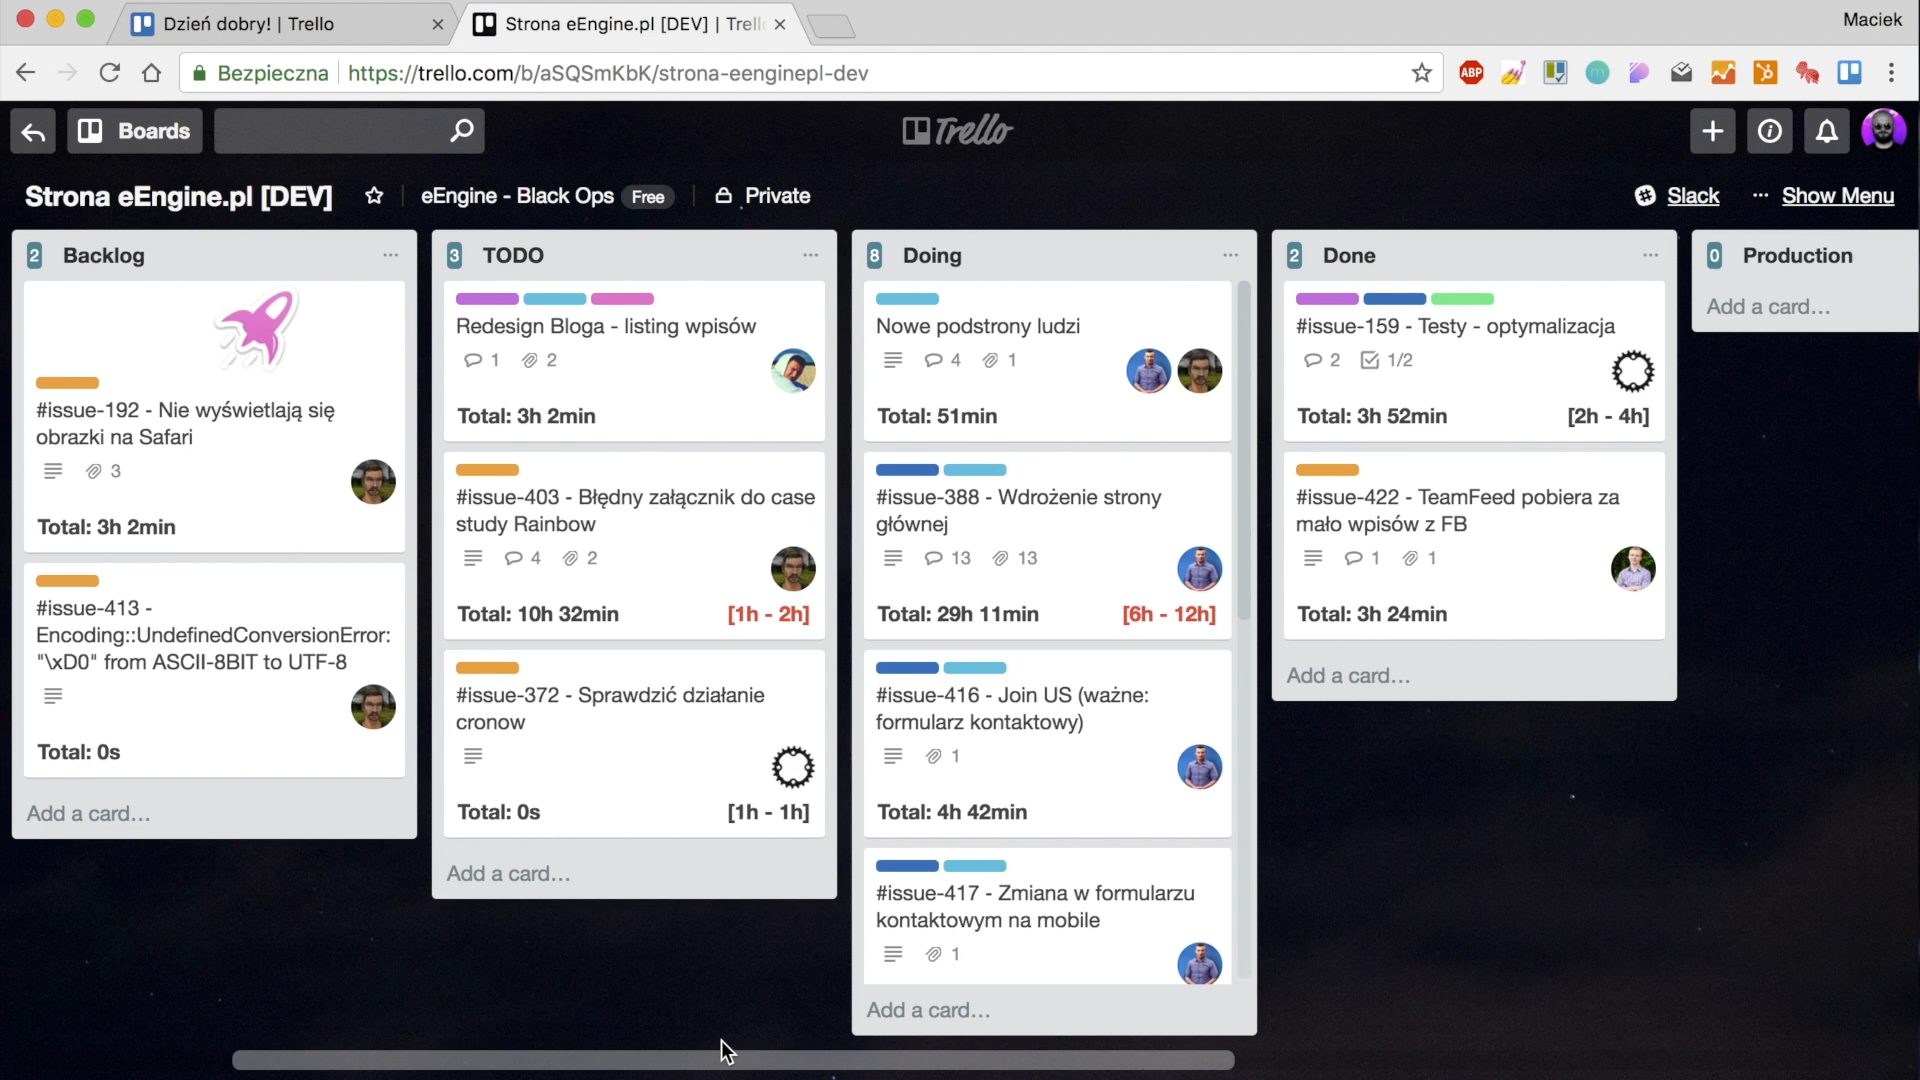 Dzień dobry! | Trello
Strona eEngine.pl [DEV] | Trell
Maciek
Bezpieczna
https://trello.com/b/aSQSmKbK/strona-eenginepl-dev
ABP
m
Boards
Trello
Strona eEngine.pl [DEV]
eEngine - Black Ops
Free
Private
Slack
Show Menu
2 Backlog
#issue-192 - Nie wyświetlają się
obrazki na Safari
3
Total: 3h 2min
#issue-413 -
Encoding::UndefinedConversionError:
"\xD0" from ASCII-8BIT to UTF-8
Total: 0s
Add a card...
3 TODO
Redesign Bloga - listing wpisów
1 2
Total: 3h 2min
#issue-403 - Błędny załącznik do case
study Rainbow
4 2
Total: 10h 32min [1h - 2h]
#issue-372 - Sprawdzić działanie
cronow
Total: 0s [1h - 1h]
Add a card...
8 Doing
Nowe podstrony ludzi
4 1
Total: 51min
#issue-388 - Wdrożenie strony
głównej
13 13
Total: 29h 11min [6h - 12h]
#issue-416 - Join US (ważne:
formularz kontaktowy)
1
Total: 4h 42min
#issue-417 - Zmiana w formularzu
kontaktowym na mobile
1
Add a card...
2 Done
#issue-159 - Testy - optymalizacja
2 1/2
Total: 3h 52min [2h - 4h]
#issue-422 - TeamFeed pobiera za
mało wpisów z FB
1 1
Total: 3h 24min
Add a card...
0 Production
Add a card...